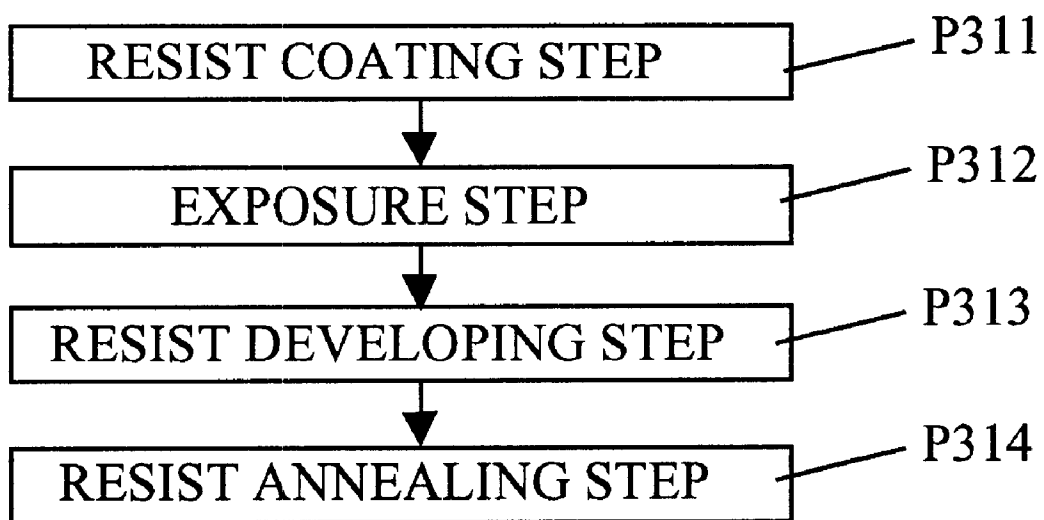 RESIST COATING STEP
P311
EXPOSURE STEP
P312
RESIST DEVELOPING STEP
P313
RESIST ANNEALING STEP
P314